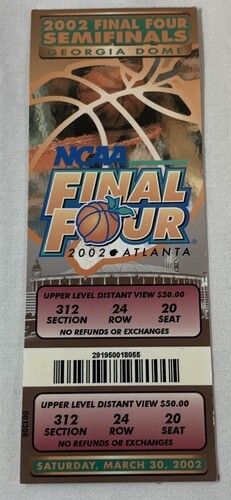 2002 FINAL FOUR
SEMIFINALS
GEORGIA DOME
NCAA
FINAL
FOUR
2002 ATLANTA
UPPER LEVEL DISTANT VIEW $50.00
312 24 20
SECTION ROW SEAT
NO REFUNDS OR EXCHANGES
291950018055
UPPER LEVEL DISTANT VIEW $50.00
312 24 20
SECTION ROW SEAT
NO REFUNDS OR EXCHANGES
SATURDAY, MARCH 30, 2002